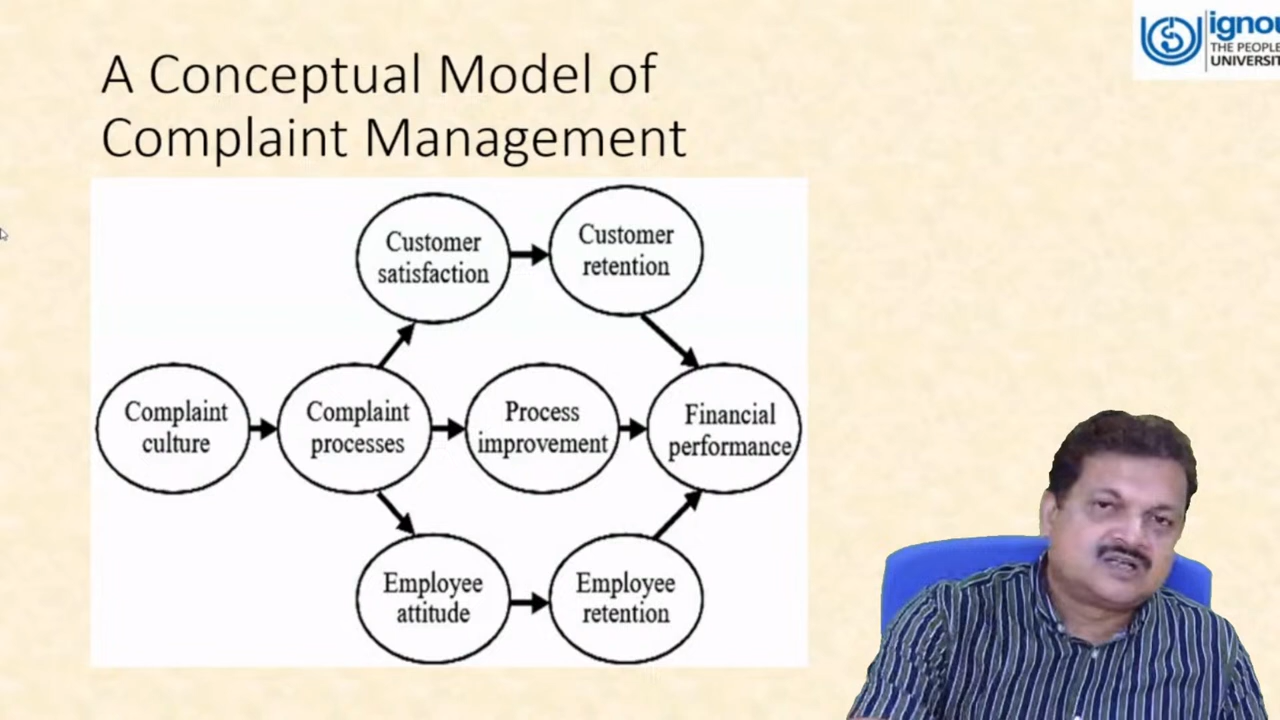 A Conceptual Model of
Complaint Management
ignou
THE PEOPLE
UNIVERSIT
Customer
satisfaction
Customer
retention
Complaint
culture
Complaint
processes
Process
improvement
Financial
performance
Employee
attitude
Employee
retention